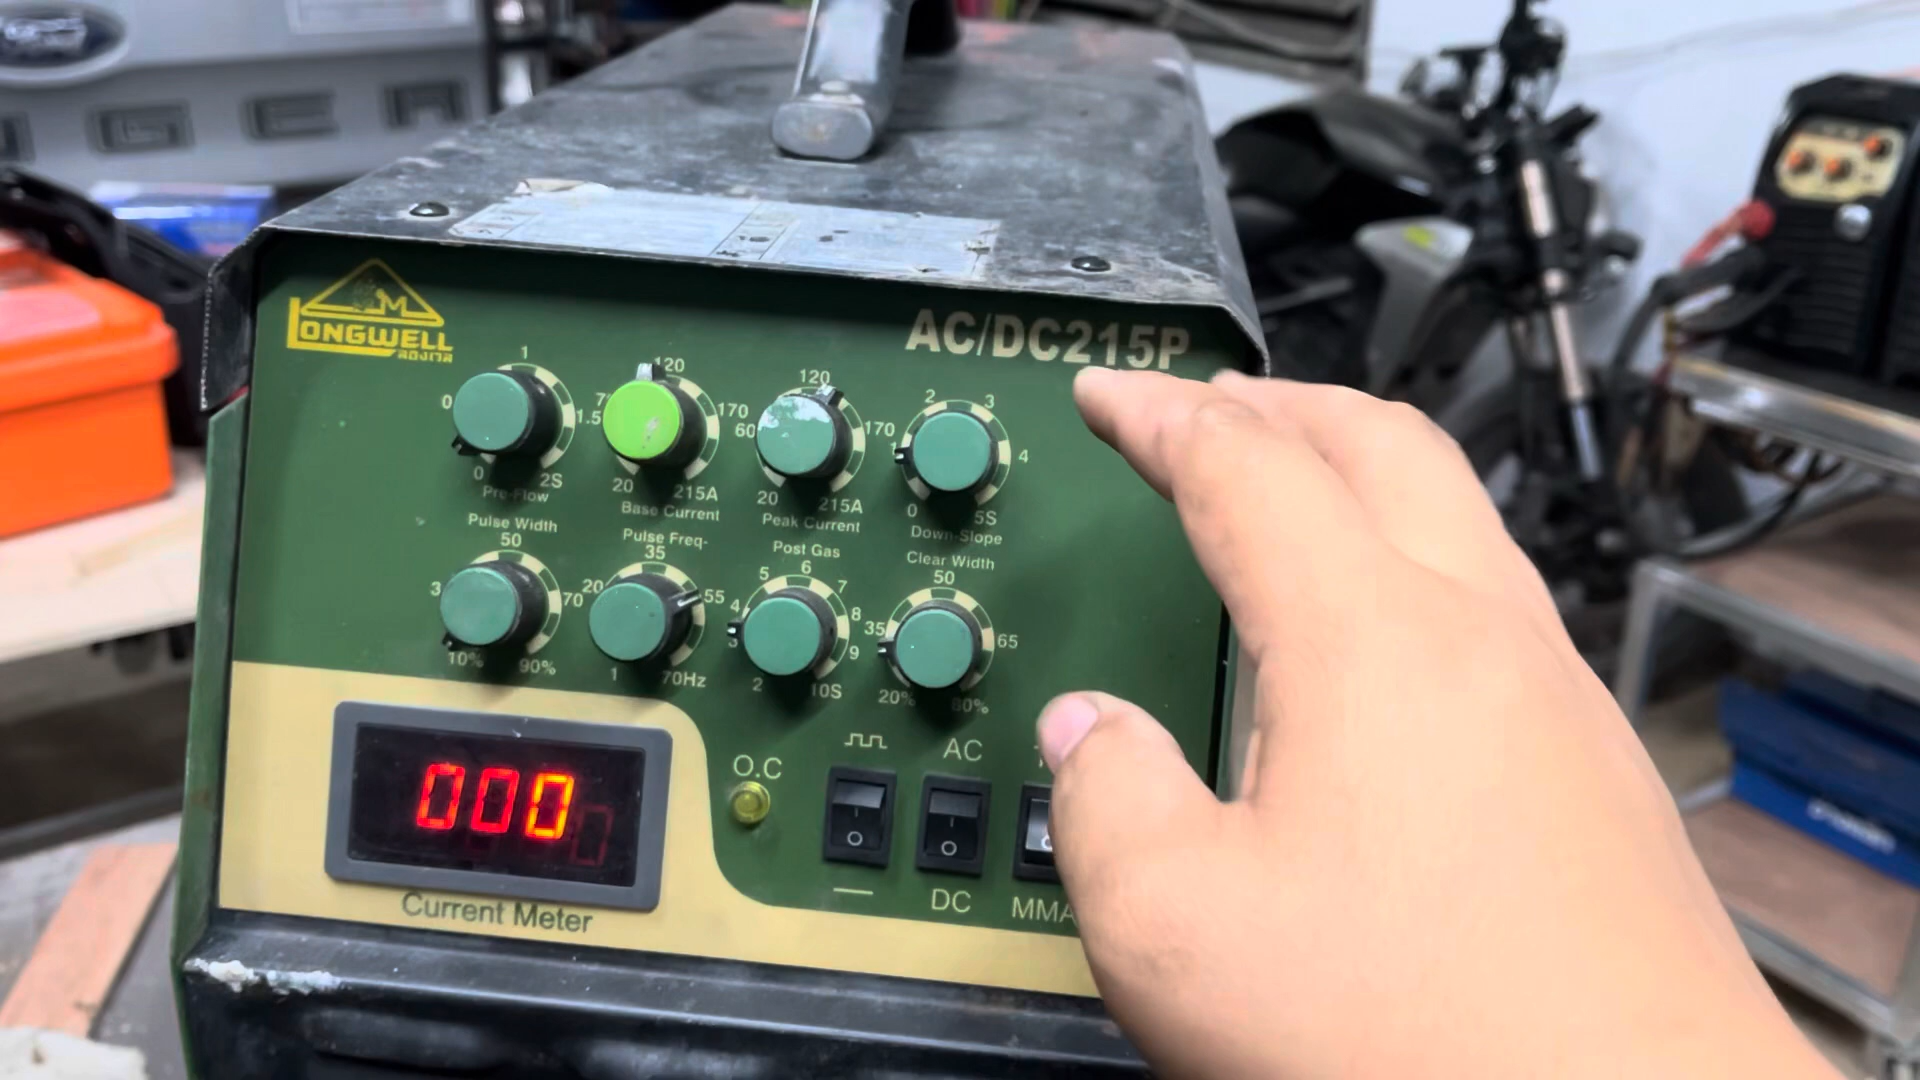 Ford
NGER
M
LONGWELL
AC/DC215P
1
0
1.5
0
2S
Pre-Flow
120
170
20
215A
Base Current
120
60
170
20
215A
Peak Current
2
3
1
4
0
5S
Down-Slope
Pulse Width
50
3
70
10%
90%
Pulse Freq-
35
20
55
1
70Hz
Post Gas
6
5
7
4
8
3
9
2
10S
Clear Width
50
35
65
20%
80%
000
Current Meter
O.C
AC
DC
MMA